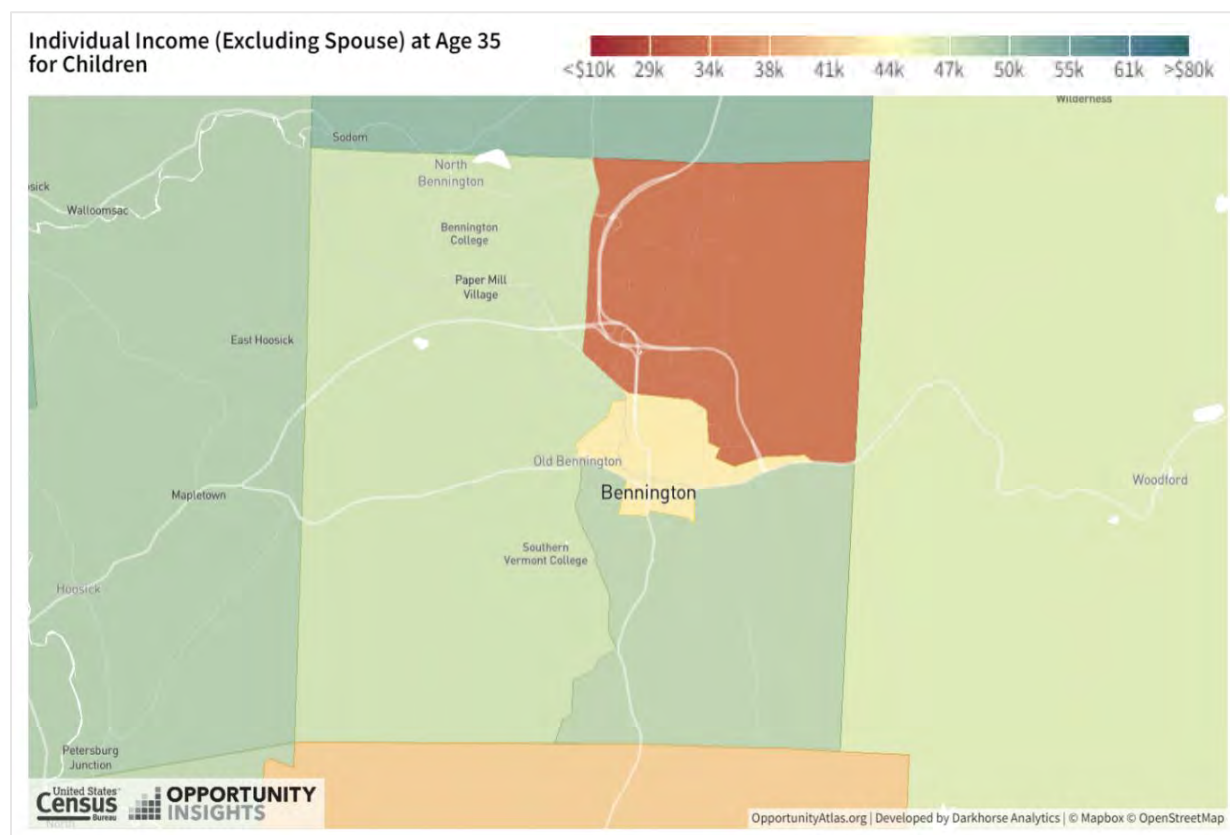 Individual Income (Excluding Spouse) at Age 35
for Children
<$10k 29k 34k 38k 41k 44k 47k 50k 55k 61k >$80k
Wilderness
Sodom
North
Bennington
sick
Walloomsac
Bennington
College
Paper Mill
Village
East Hoosick
Old Bennington
Bennington
Woodford
Mapletown
Southern
Vermont College
Hoosick
Petersburg
Junction
United States
Census
Bureau
OPPORTUNITY
INSIGHTS
North
OpportunityAtlas.org | Developed by Darkhorse Analytics | © Mapbox © OpenStreetMap